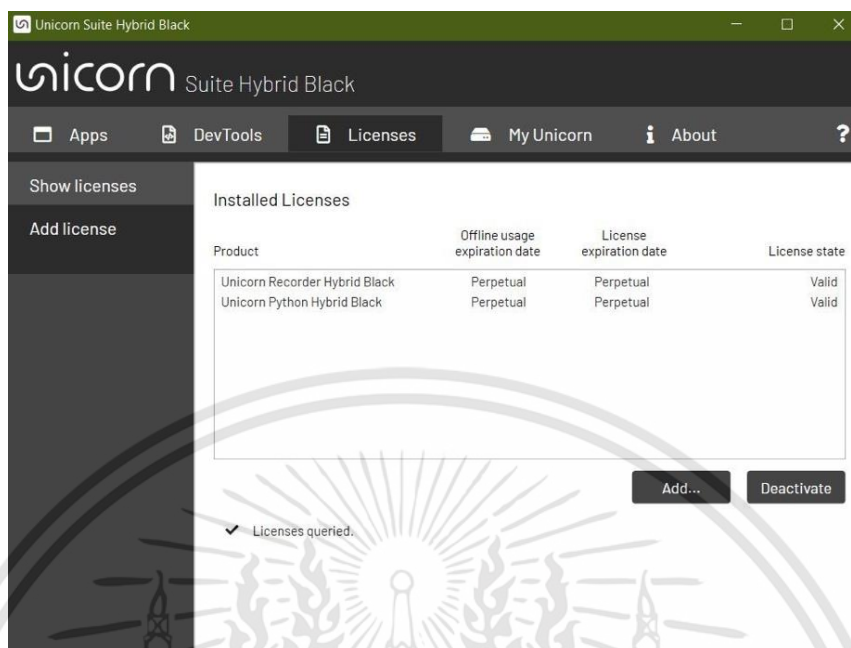 Unicorn Suite Hybrid Black
unicorn Suite Hybrid Black
Apps DevTools Licenses My Unicorn i About ?
Show licenses
Add license
Installed Licenses
Product Offline usage expiration date License expiration date License state
Unicorn Recorder Hybrid Black Perpetual Perpetual Valid
Unicorn Python Hybrid Black Perpetual Perpetual Valid
Add... Deactivate
Licenses queried.